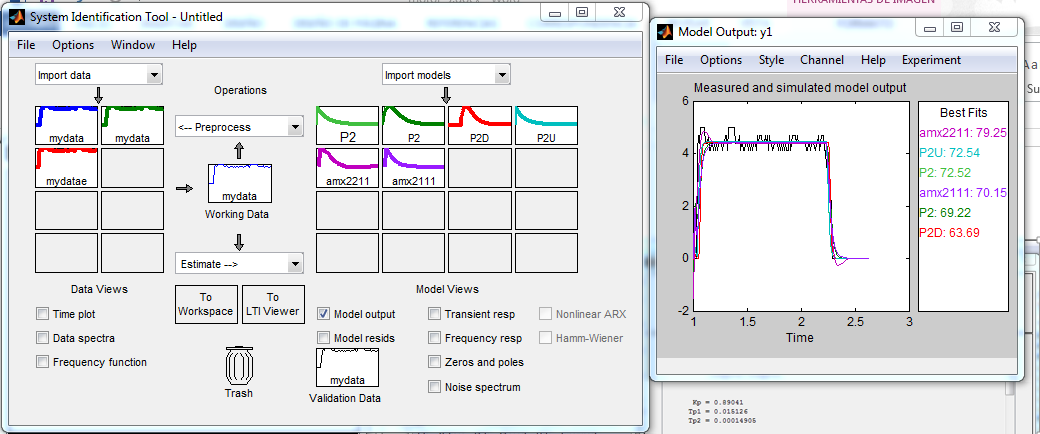 HERRAMIENTAS DE IMAGEN
System Identification Tool - Untitled
File Options Window Help
Import data
Operations
Import models
mydata mydata
<-- Preprocess
P2 P2 P2D P2U
mydatae
mydata
amx2211 amx2111
Working Data
Estimate -->
Data Views
To Workspace
To LTI Viewer
Model Views
Time plot
Data spectra
Frequency function
Model output
Model resids
Transient resp
Frequency resp
Zeros and poles
Noise spectrum
Nonlinear ARX
Hamm-Wiener
Trash
mydata
Validation Data
Model Output: y1
File Options Style Channel Help Experiment
Measured and simulated model output
6
4
2
0
-2
1 1.5 2 2.5 3
Time
Best Fits
amx2211: 79.25
P2U: 72.54
P2: 72.52
amx2111: 70.15
P2: 69.22
P2D: 63.69
Aa
Su
Kp = 0.89041
Tp1 = 0.015126
Tp2 = 0.00014905